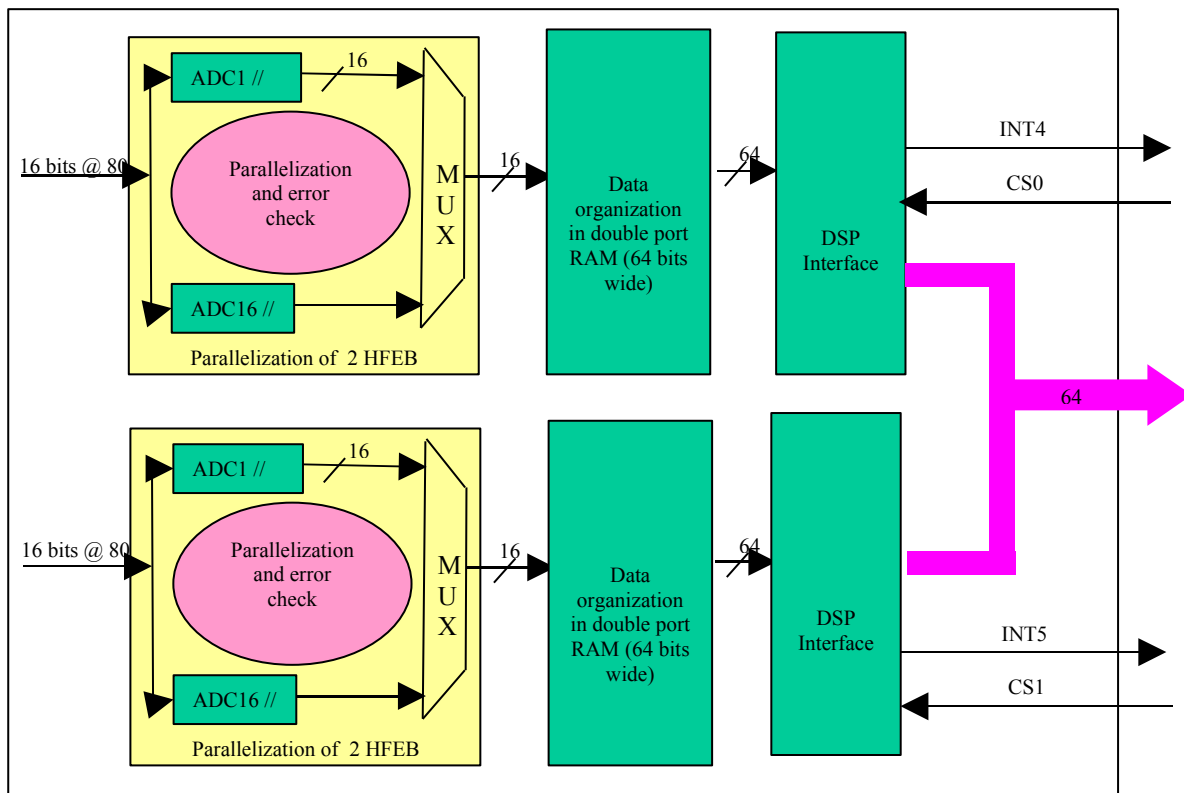 16 bits @ 80
ADC1 //
16
Parallelization
and error
check
ADC16 //
M
U
X
Parallelization of 2 HFEB
16
Data
organization
in double port
RAM (64 bits
wide)
64
DSP
Interface
INT4
CS0
64
16 bits @ 80
ADC1 //
16
Parallelization
and error
check
ADC16 //
M
U
X
Parallelization of 2 HFEB
16
Data
organization
in double port
RAM (64 bits
wide)
64
DSP
Interface
INT5
CS1